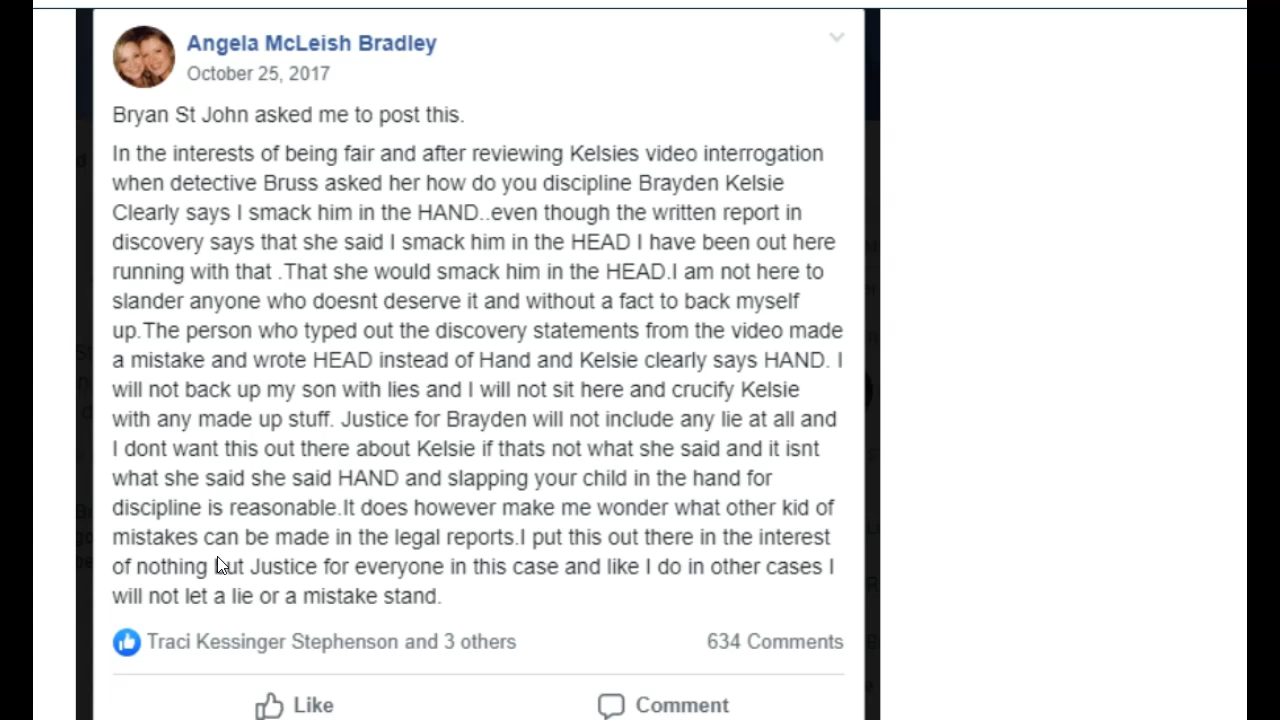 Angela McLeish Bradley
October 25, 2017
Bryan St John asked me to post this.
In the interests of being fair and after reviewing Kelsies video interrogation
when detective Bruss asked her how do you discipline Brayden Kelsie
Clearly says I smack him in the HAND..even though the written report in
discovery says that she said I smack him in the HEAD I have been out here
running with that .That she would smack him in the HEAD.I am not here to
slander anyone who doesnt deserve it and without a fact to back myself
up.The person who typed out the discovery statements from the video made
a mistake and wrote HEAD instead of Hand and Kelsie clearly says HAND. I
will not back up my son with lies and I will not sit here and crucify Kelsie
with any made up stuff. Justice for Brayden will not include any lie at all and
I dont want this out there about Kelsie if thats not what she said and it isnt
what she said she said HAND and slapping your child in the hand for
discipline is reasonable.It does however make me wonder what other kid of
mistakes can be made in the legal reports.I put this out there in the interest
of nothing but Justice for everyone in this case and like I do in other cases I
will not let a lie or a mistake stand.
Traci Kessinger Stephenson and 3 others 634 Comments
Like Comment